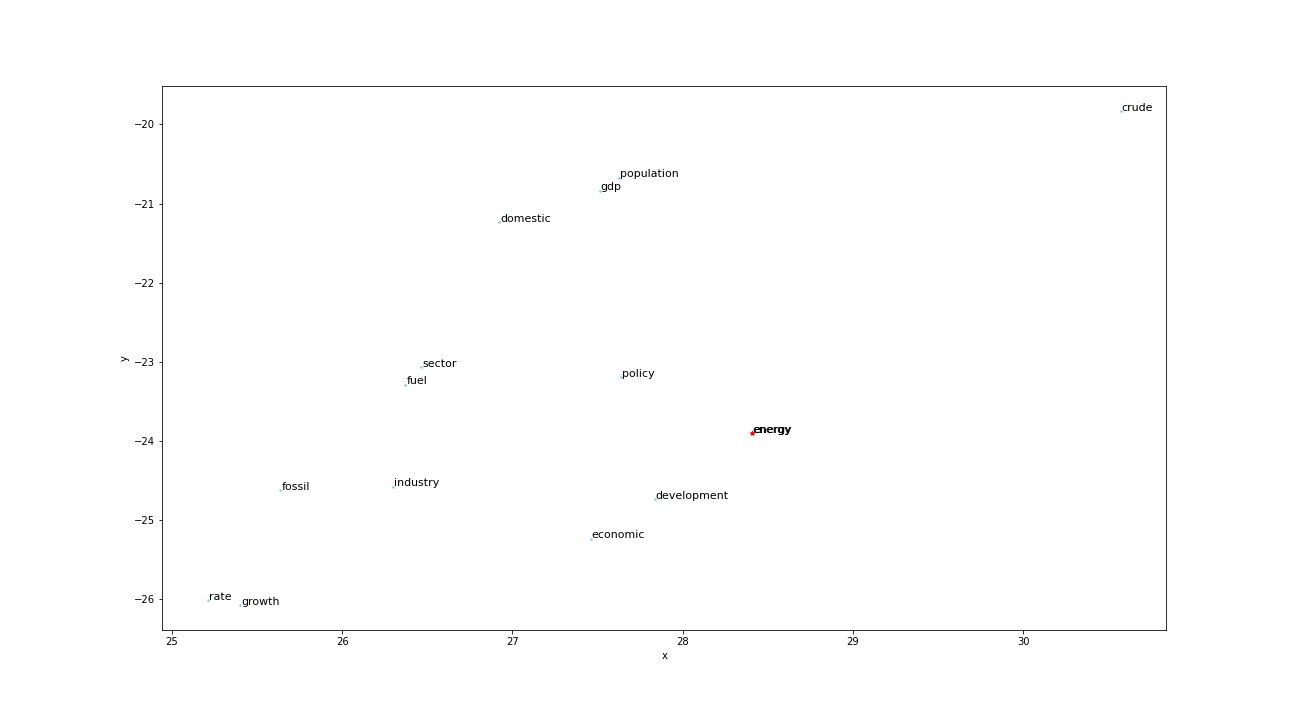 crude
−20
population
gdp
−21
domestic
−22
sector
−23
y
policy
fuel
energy
−24
industry
fossil
development
−25
economic
rate
−26
growth
25
26
27
28
29
30
x